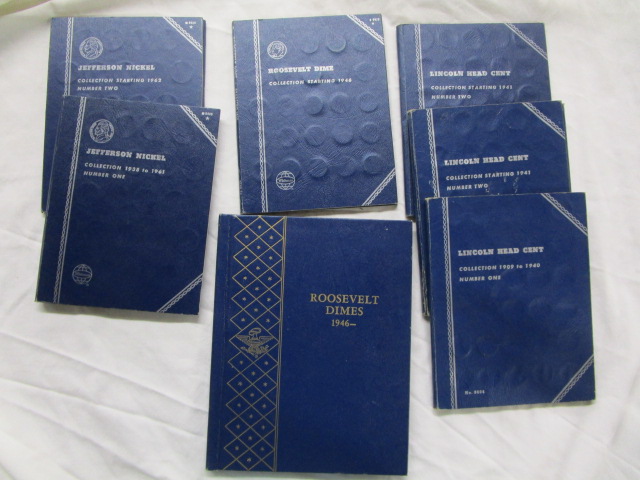 JEFFERSON NICKEL
COLLECTION STARTING 1962
NUMBER TWO
JEFFERSON NICKEL
COLLECTION 1938 to 1961
NUMBER ONE
ROOSEVELT DIME
COLLECTION STARTING 1946
ROOSEVELT
DIMES
1946—
LINCOLN HEAD CENT
COLLECTION STARTING 1941
NUMBER TWO
LINCOLN HEAD CENT
COLLECTION STARTING 1941
NUMBER TWO
LINCOLN HEAD CENT
COLLECTION 1909 to 1940
NUMBER ONE